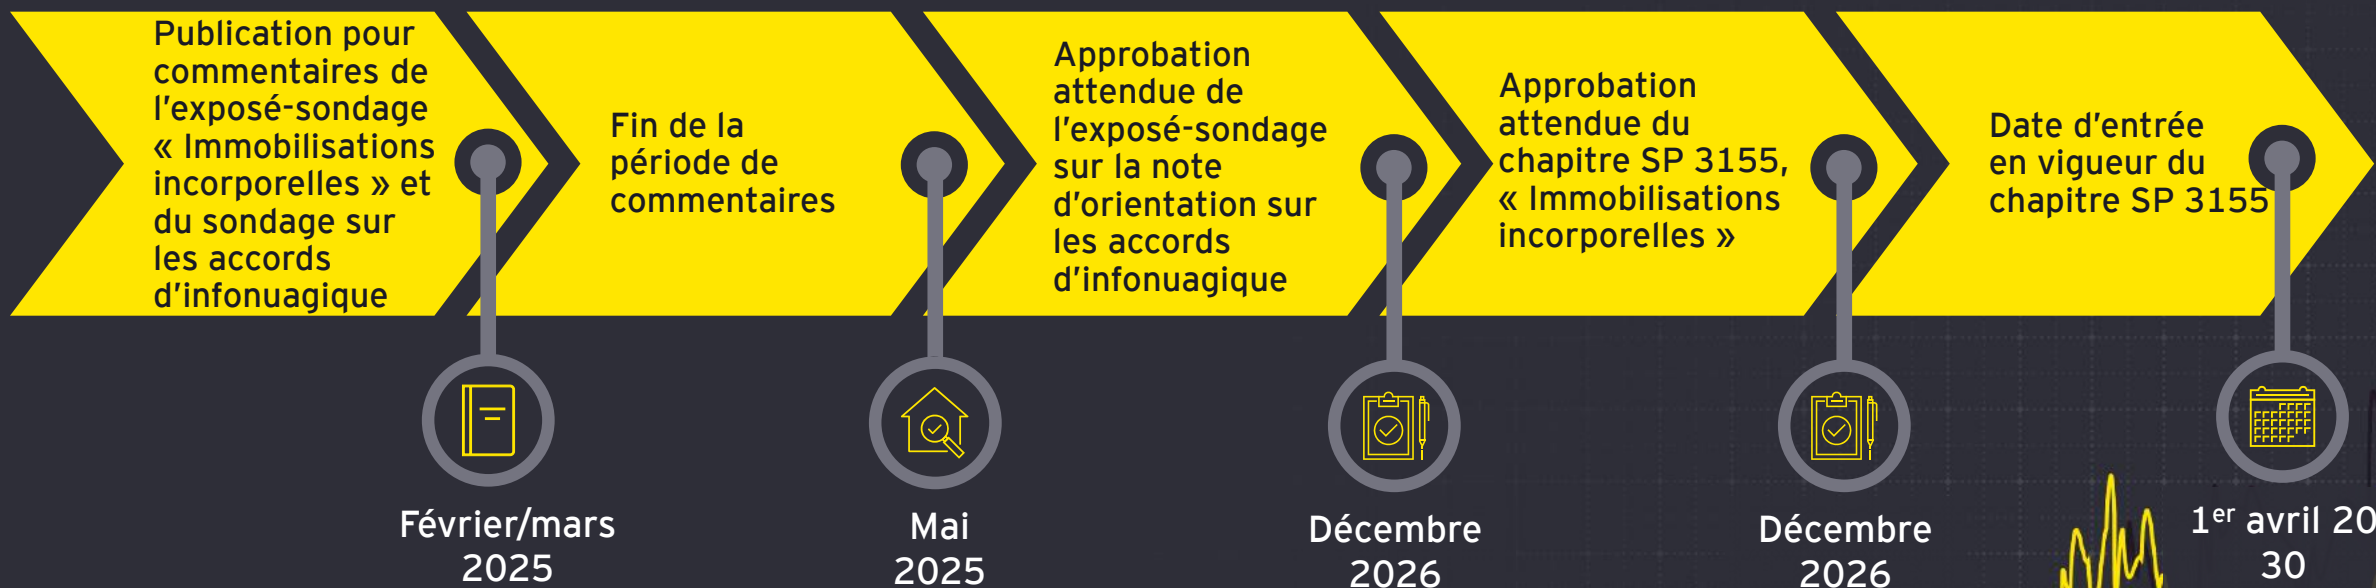 Publication pour
commentaires de
l'exposé-sondage
« Immobilisations
incorporelles » et
du sondage sur
les accords
d'infonuagique
Février/mars
2025
Fin de la
période de
commentaires
Mai
2025
Approbation
attendue de
l'exposé-sondage
sur la note
d'orientation sur
les accords
d'infonuagique
Décembre
2026
Approbation
attendue du
chapitre SP 3155,
« Immobilisations
incorporelles »
Décembre
2026
Date d'entrée
en vigueur du
chapitre SP 3155
1er avril 20
30